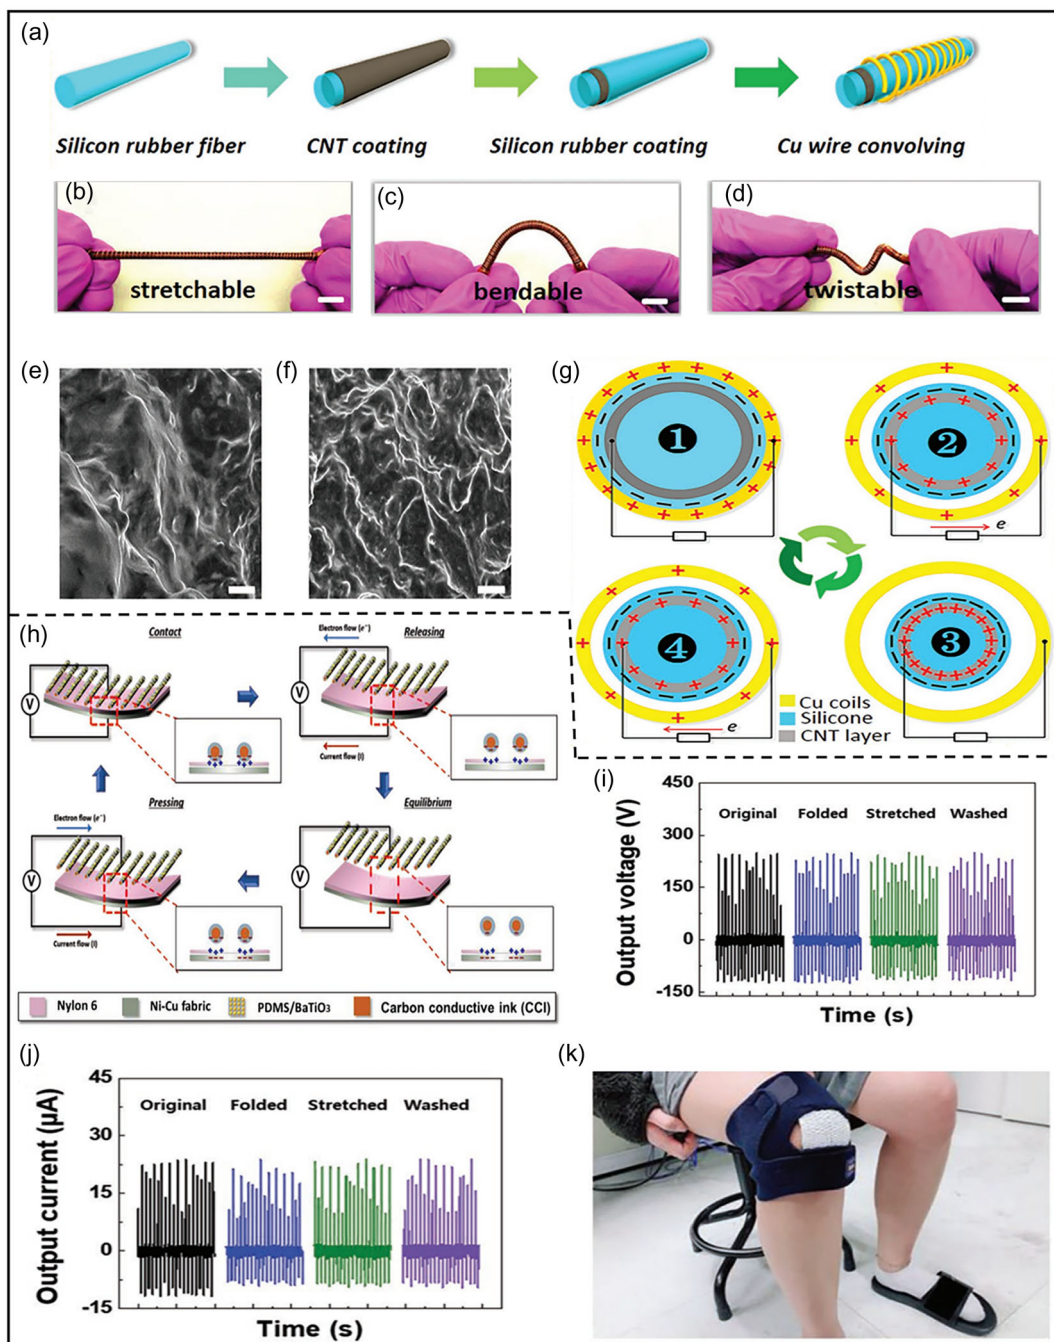 (a)
Silicon rubber fiber
CNT coating
Silicon rubber coating
Cu wire convolving
(b)
stretchable
(c)
bendable
(d)
twistable
(e)
(f)
(g)
1
2
e
4
3
e
Cu coils
Silicone
CNT layer
(h)
Contact
V
Electron flow (e⁻)
Releasing
V
Current flow (I)
Pressing
Electron flow (e⁻)
V
Current flow (I)
Equilibrium
V
Nylon 6
Ni-Cu fabric
PDMS/BaTiO₃
Carbon conductive ink (CCI)
(i)
Output voltage (V)
450
300
150
0
-150
Original
Folded
Stretched
Washed
Time (s)
(j)
Output current (µA)
45
30
15
0
-15
Original
Folded
Stretched
Washed
Time (s)
(k)